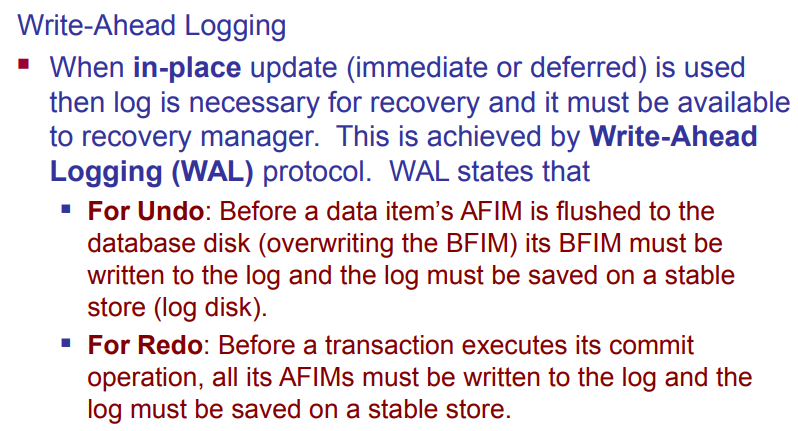 Write-Ahead Logging
When in-place update (immediate or deferred) is used
then log is necessary for recovery and it must be available
to recovery manager.  This is achieved by Write-Ahead
Logging (WAL) protocol.  WAL states that
For Undo: Before a data item’s AFIM is flushed to the
database disk (overwriting the BFIM) its BFIM must be
written to the log and the log must be saved on a stable
store (log disk).
For Redo: Before a transaction executes its commit
operation, all its AFIMs must be written to the log and the
log must be saved on a stable store.